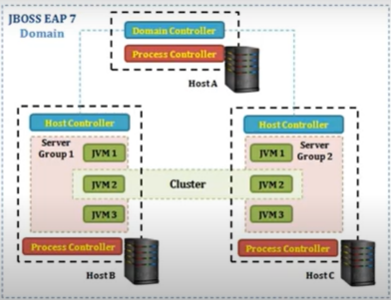 JBOSS EAP 7
Domain
Domain Controller
Process Controller
Host A
Host Controller
Server
Group 1
JVM 1
JVM 2
JVM 3
Process Controller
Host B
Cluster
Host Controller
JVM 1
Server
Group 2
JVM 2
JVM 3
Process Controller
Host C